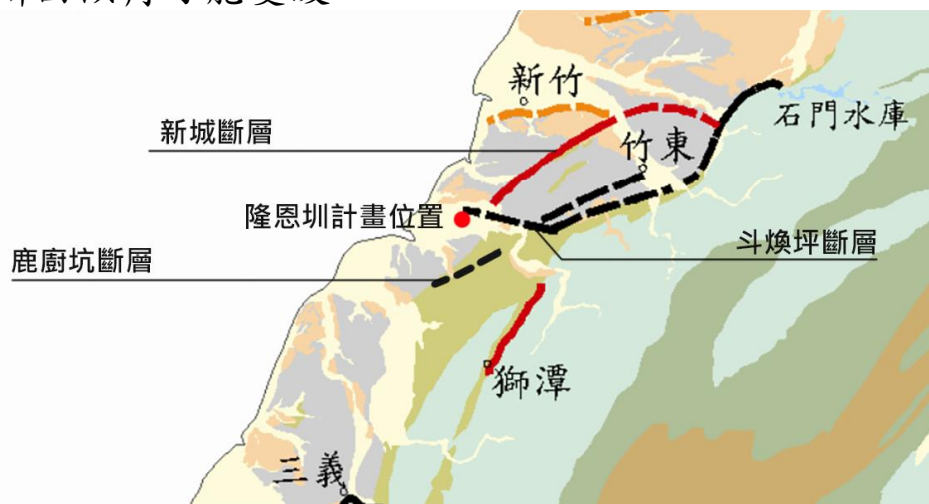 新竹
石門水庫
新城斷層
竹東
隆恩圳計畫位置
斗煥坪斷層
鹿廚坑斷層
獅潭
三義